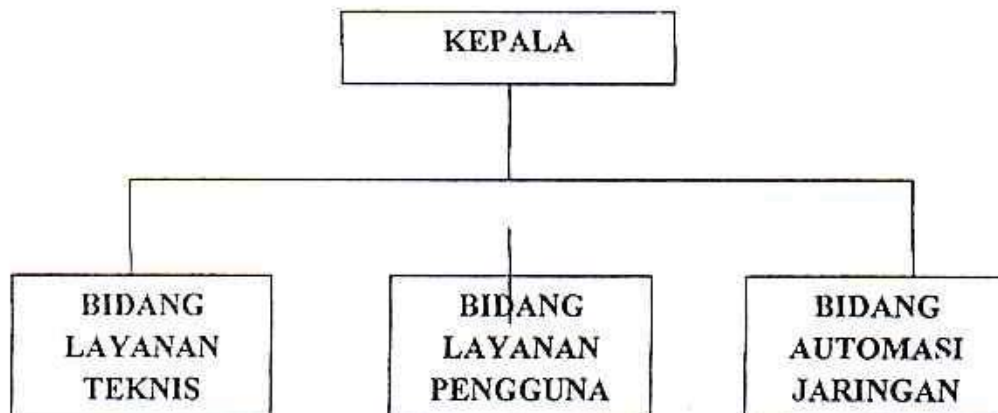 KEPALA
BIDANG
LAYANAN
TEKNIS
BIDANG
LAYANAN
PENGGUNA
BIDANG
AUTOMASI
JARINGAN